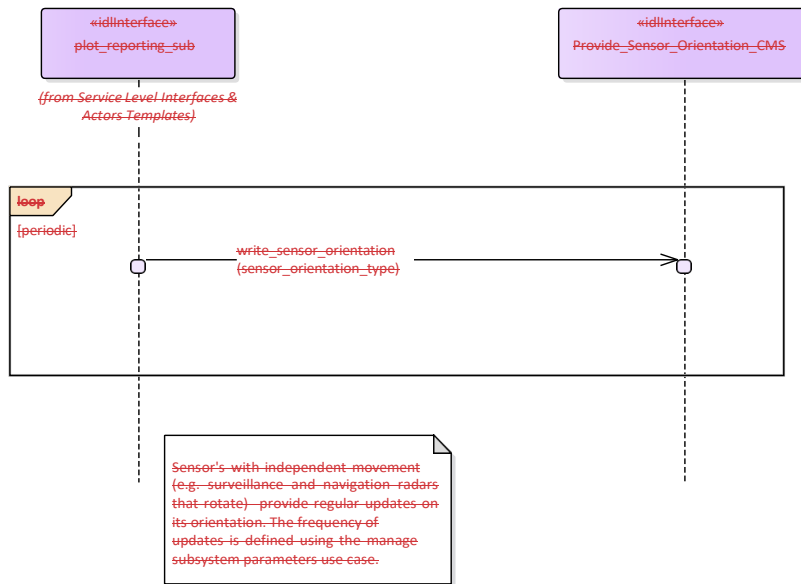 «idlInterface»
plot_reporting_sub
(from Service Level Interfaces &
Actors Templates)
«idlInterface»
Provide_Sensor_Orientation_CMS
loop
[periodic]
write_sensor_orientation
(sensor_orientation_type)
Sensor's with independent movement
(e.g. surveillance and navigation radars
that rotate) provide regular updates on
its orientation. The frequency of
updates is defined using the manage
subsystem parameters use case.